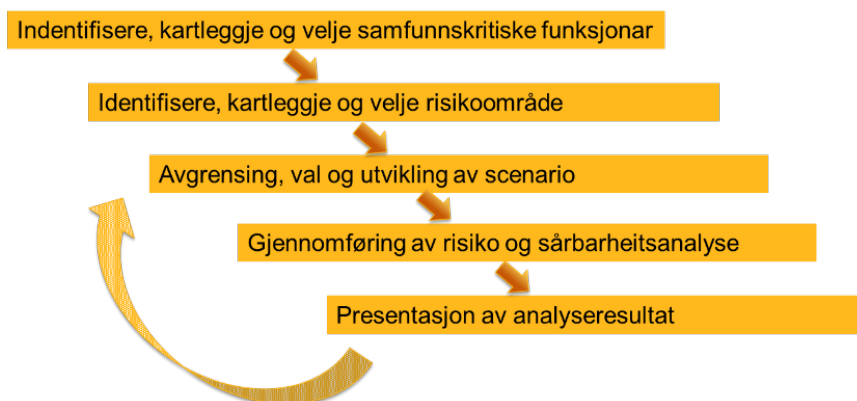 Indentifisere, kartleggje og velje samfunnskritiske funksjonar
Identifisere, kartleggje og velje risikoområde
Avgrensing, val og utvikling av scenario
Gjennomføring av risiko og sårbarheitsanalyse
Presentasjon av analyseresultat